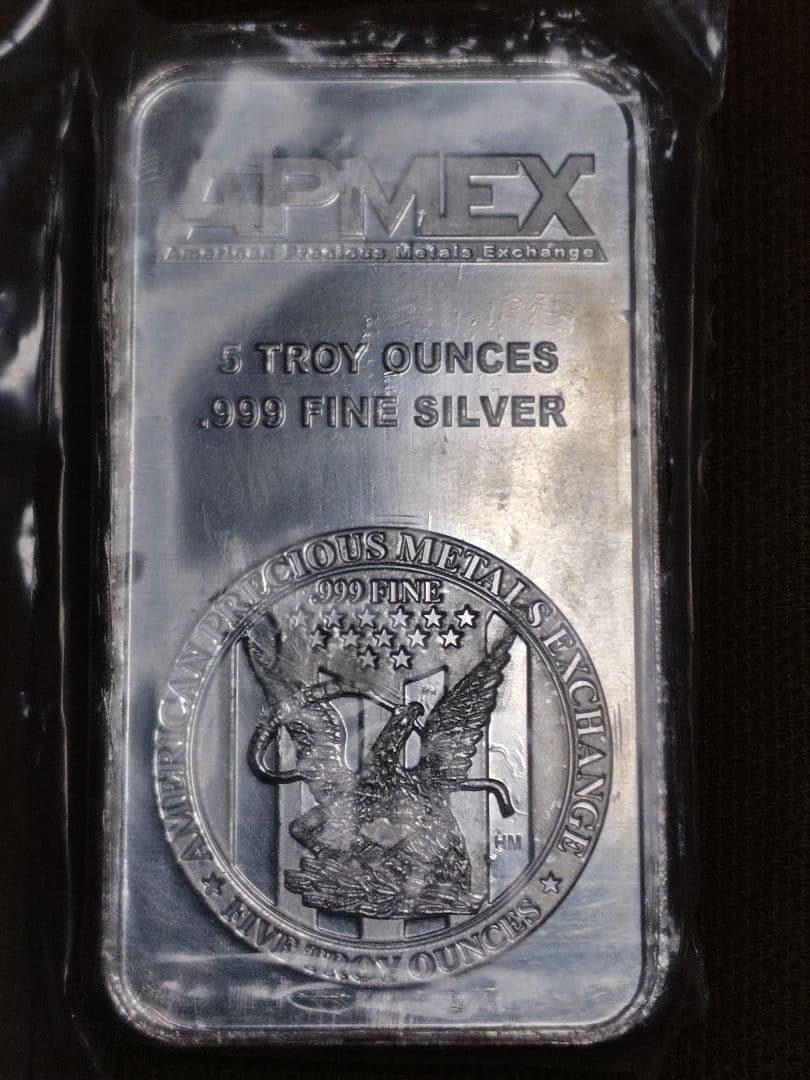 APMEX
American Precious Metals Exchange
5 TROY OUNCES
.999 FINE SILVER
AMERICAN PRECIOUS METALS EXCHANGE
.999 FINE
HM
★ FIVE TROY OUNCES ★